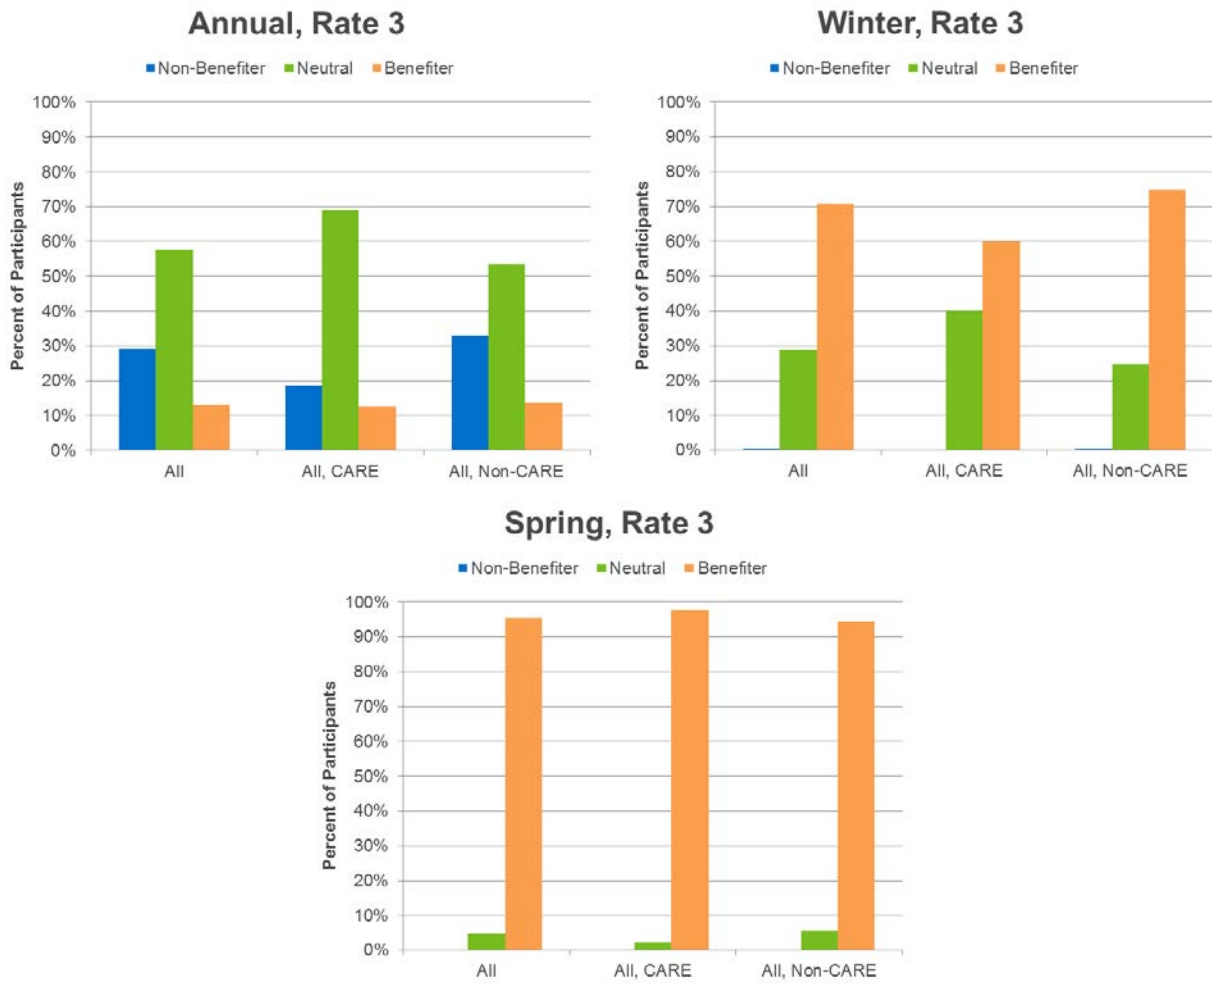 Annual, Rate 3
Non-Benefiter Neutral Benefiter
Percent of Participants
100%
90%
80%
70%
60%
50%
40%
30%
20%
10%
0%
All
All, CARE
All, Non-CARE
Winter, Rate 3
Non-Benefiter Neutral Benefiter
Percent of Participants
100%
90%
80%
70%
60%
50%
40%
30%
20%
10%
0%
All
All, CARE
All, Non-CARE
Spring, Rate 3
Non-Benefiter Neutral Benefiter
Percent of Participants
100%
90%
80%
70%
60%
50%
40%
30%
20%
10%
0%
All
All, CARE
All, Non-CARE